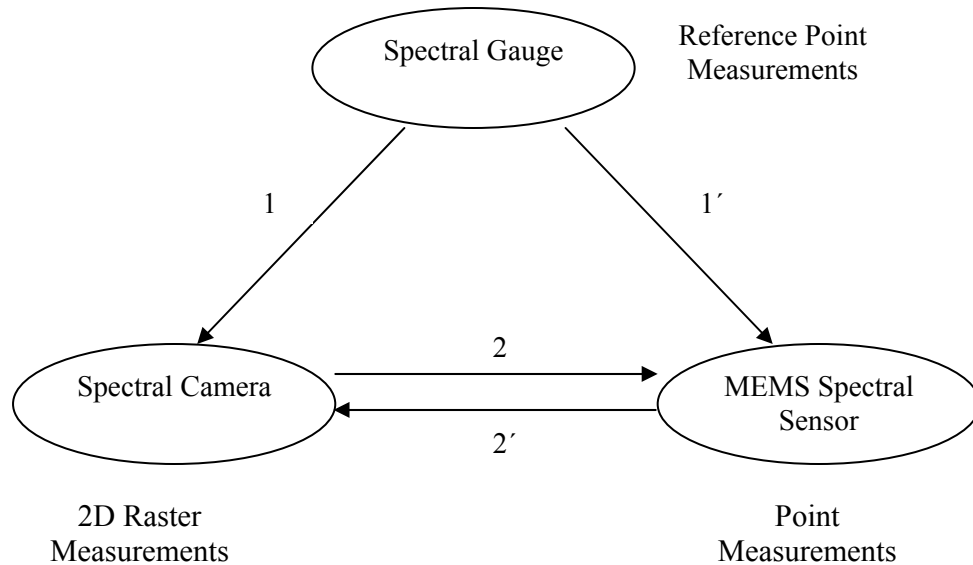 Spectral Gauge
Reference Point
Measurements
1
1´
2
Spectral Camera
MEMS Spectral
Sensor
2´
2D Raster
Measurements
Point
Measurements